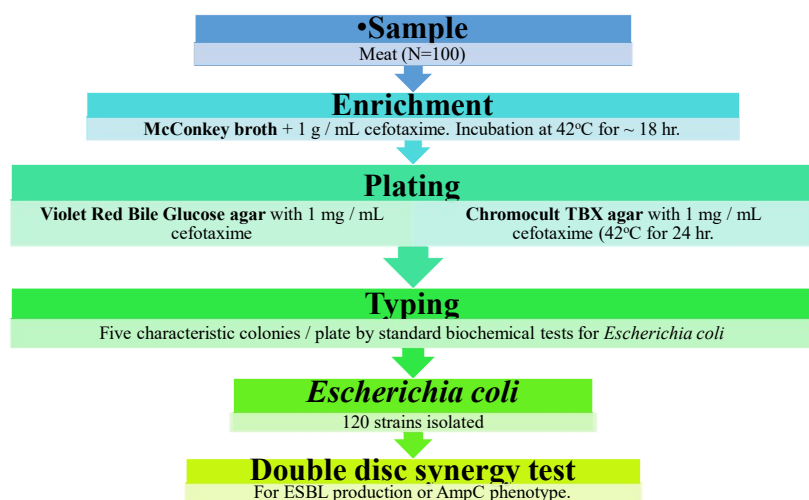 •Sample
Meat (N=100)
Enrichment
McConkey broth + 1 g / mL cefotaxime. Incubation at 42ºC for ~ 18 hr.
Plating
Violet Red Bile Glucose agar with 1 mg / mL
cefotaxime
Chromocult TBX agar with 1 mg / mL
cefotaxime (42ºC for 24 hr.
Typing
Five characteristic colonies / plate by standard biochemical tests for Escherichia coli
Escherichia coli
120 strains isolated
Double disc synergy test
For ESBL production or AmpC phenotype.